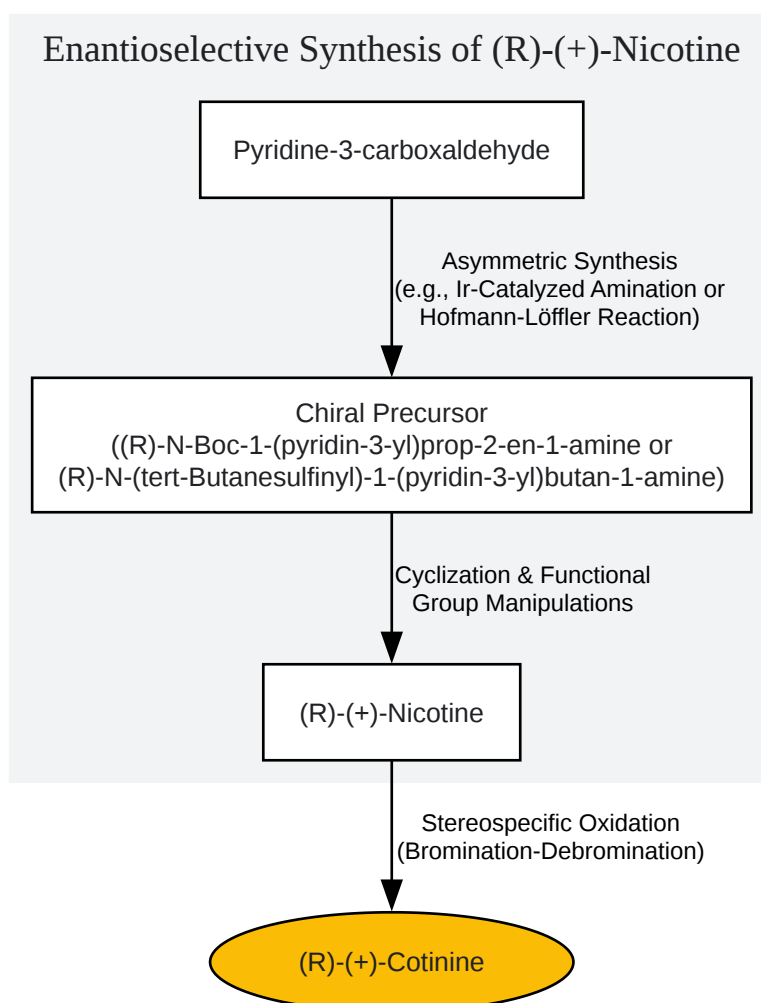 Enantioselective Synthesis of (R)-(+)-Nicotine
Pyridine-3-carboxaldehyde
Asymmetric Synthesis
(e.g., Ir-Catalyzed Amination or
Hofmann-Löffler Reaction)
Chiral Precursor
((R)-N-Boc-1-(pyridin-3-yl)prop-2-en-1-amine or
(R)-N-(tert-Butanesulfinyl)-1-(pyridin-3-yl)butan-1-amine)
Cyclization & Functional
Group Manipulations
(R)-(+)-Nicotine
Stereospecific Oxidation
(Bromination-Debromination)
(R)-(+)-Cotinine